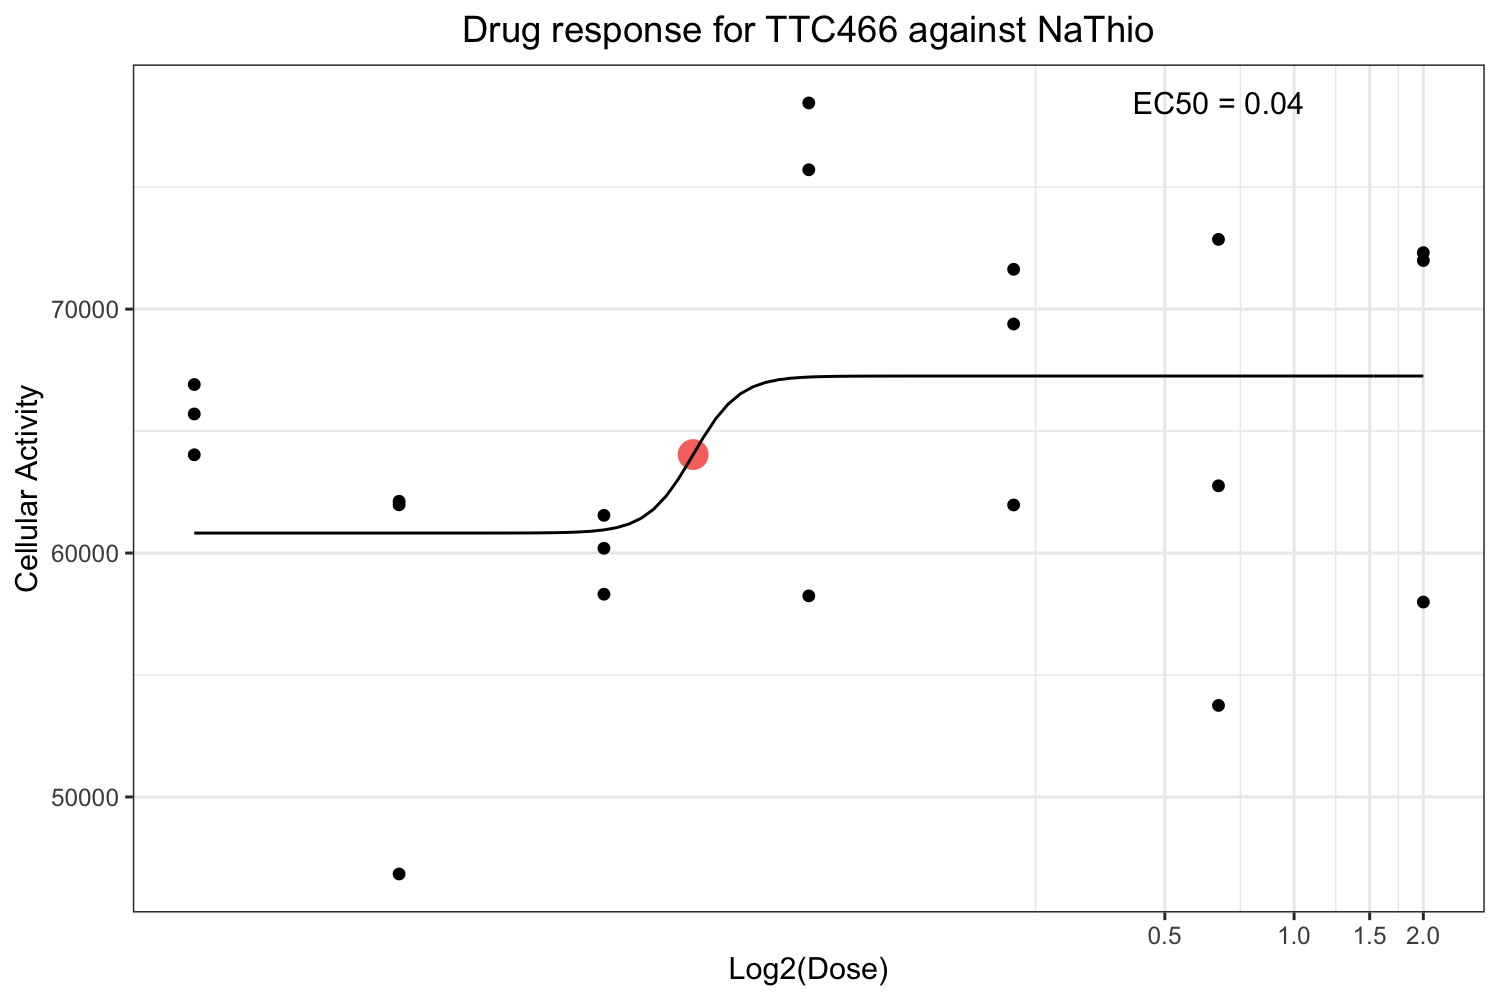 Drug response for TTC466 against NaThio
EC50 = 0.04
70000
60000
50000
Cellular Activity
0.5 1.0 1.5 2.0
Log2(Dose)